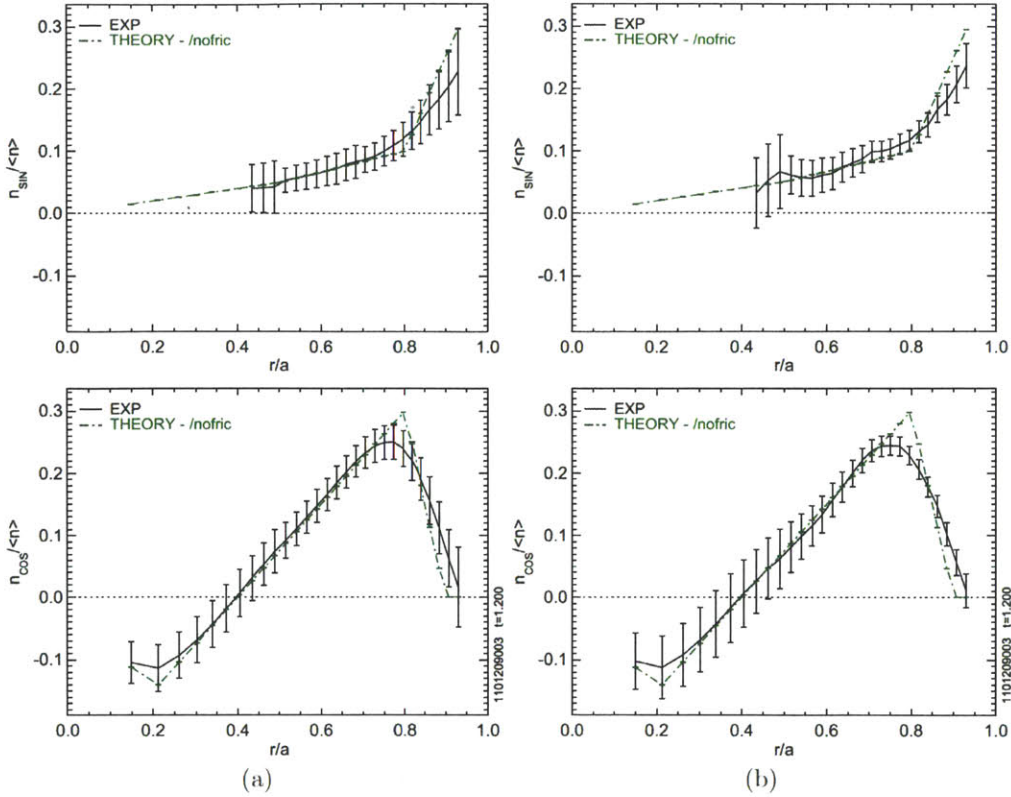 EXP
THEORY - /nofric
0.3
0.2
0.1
0.0
-0.1
n_SIN/<n>
0.0 0.2 0.4 0.6 0.8 1.0
r/a
EXP
THEORY - /nofric
0.3
0.2
0.1
0.0
-0.1
n_SIN/<n>
0.0 0.2 0.4 0.6 0.8 1.0
r/a
EXP
THEORY - /nofric
0.3
0.2
0.1
0.0
-0.1
n_COS/<n>
0.0 0.2 0.4 0.6 0.8 1.0
r/a
1101209003 t=1.200
(a)
EXP
THEORY - /nofric
0.3
0.2
0.1
0.0
-0.1
n_COS/<n>
0.0 0.2 0.4 0.6 0.8 1.0
r/a
1101209003 t=1.200
(b)